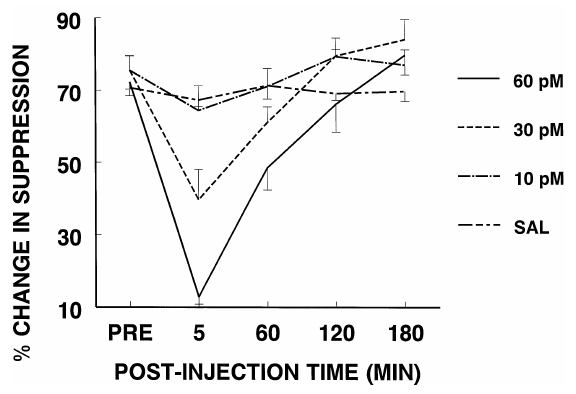 % CHANGE IN SUPPRESSION
90
70
50
30
10
PRE 5 60 120 180
POST-INJECTION TIME (MIN)
60 pM
30 pM
10 pM
SAL